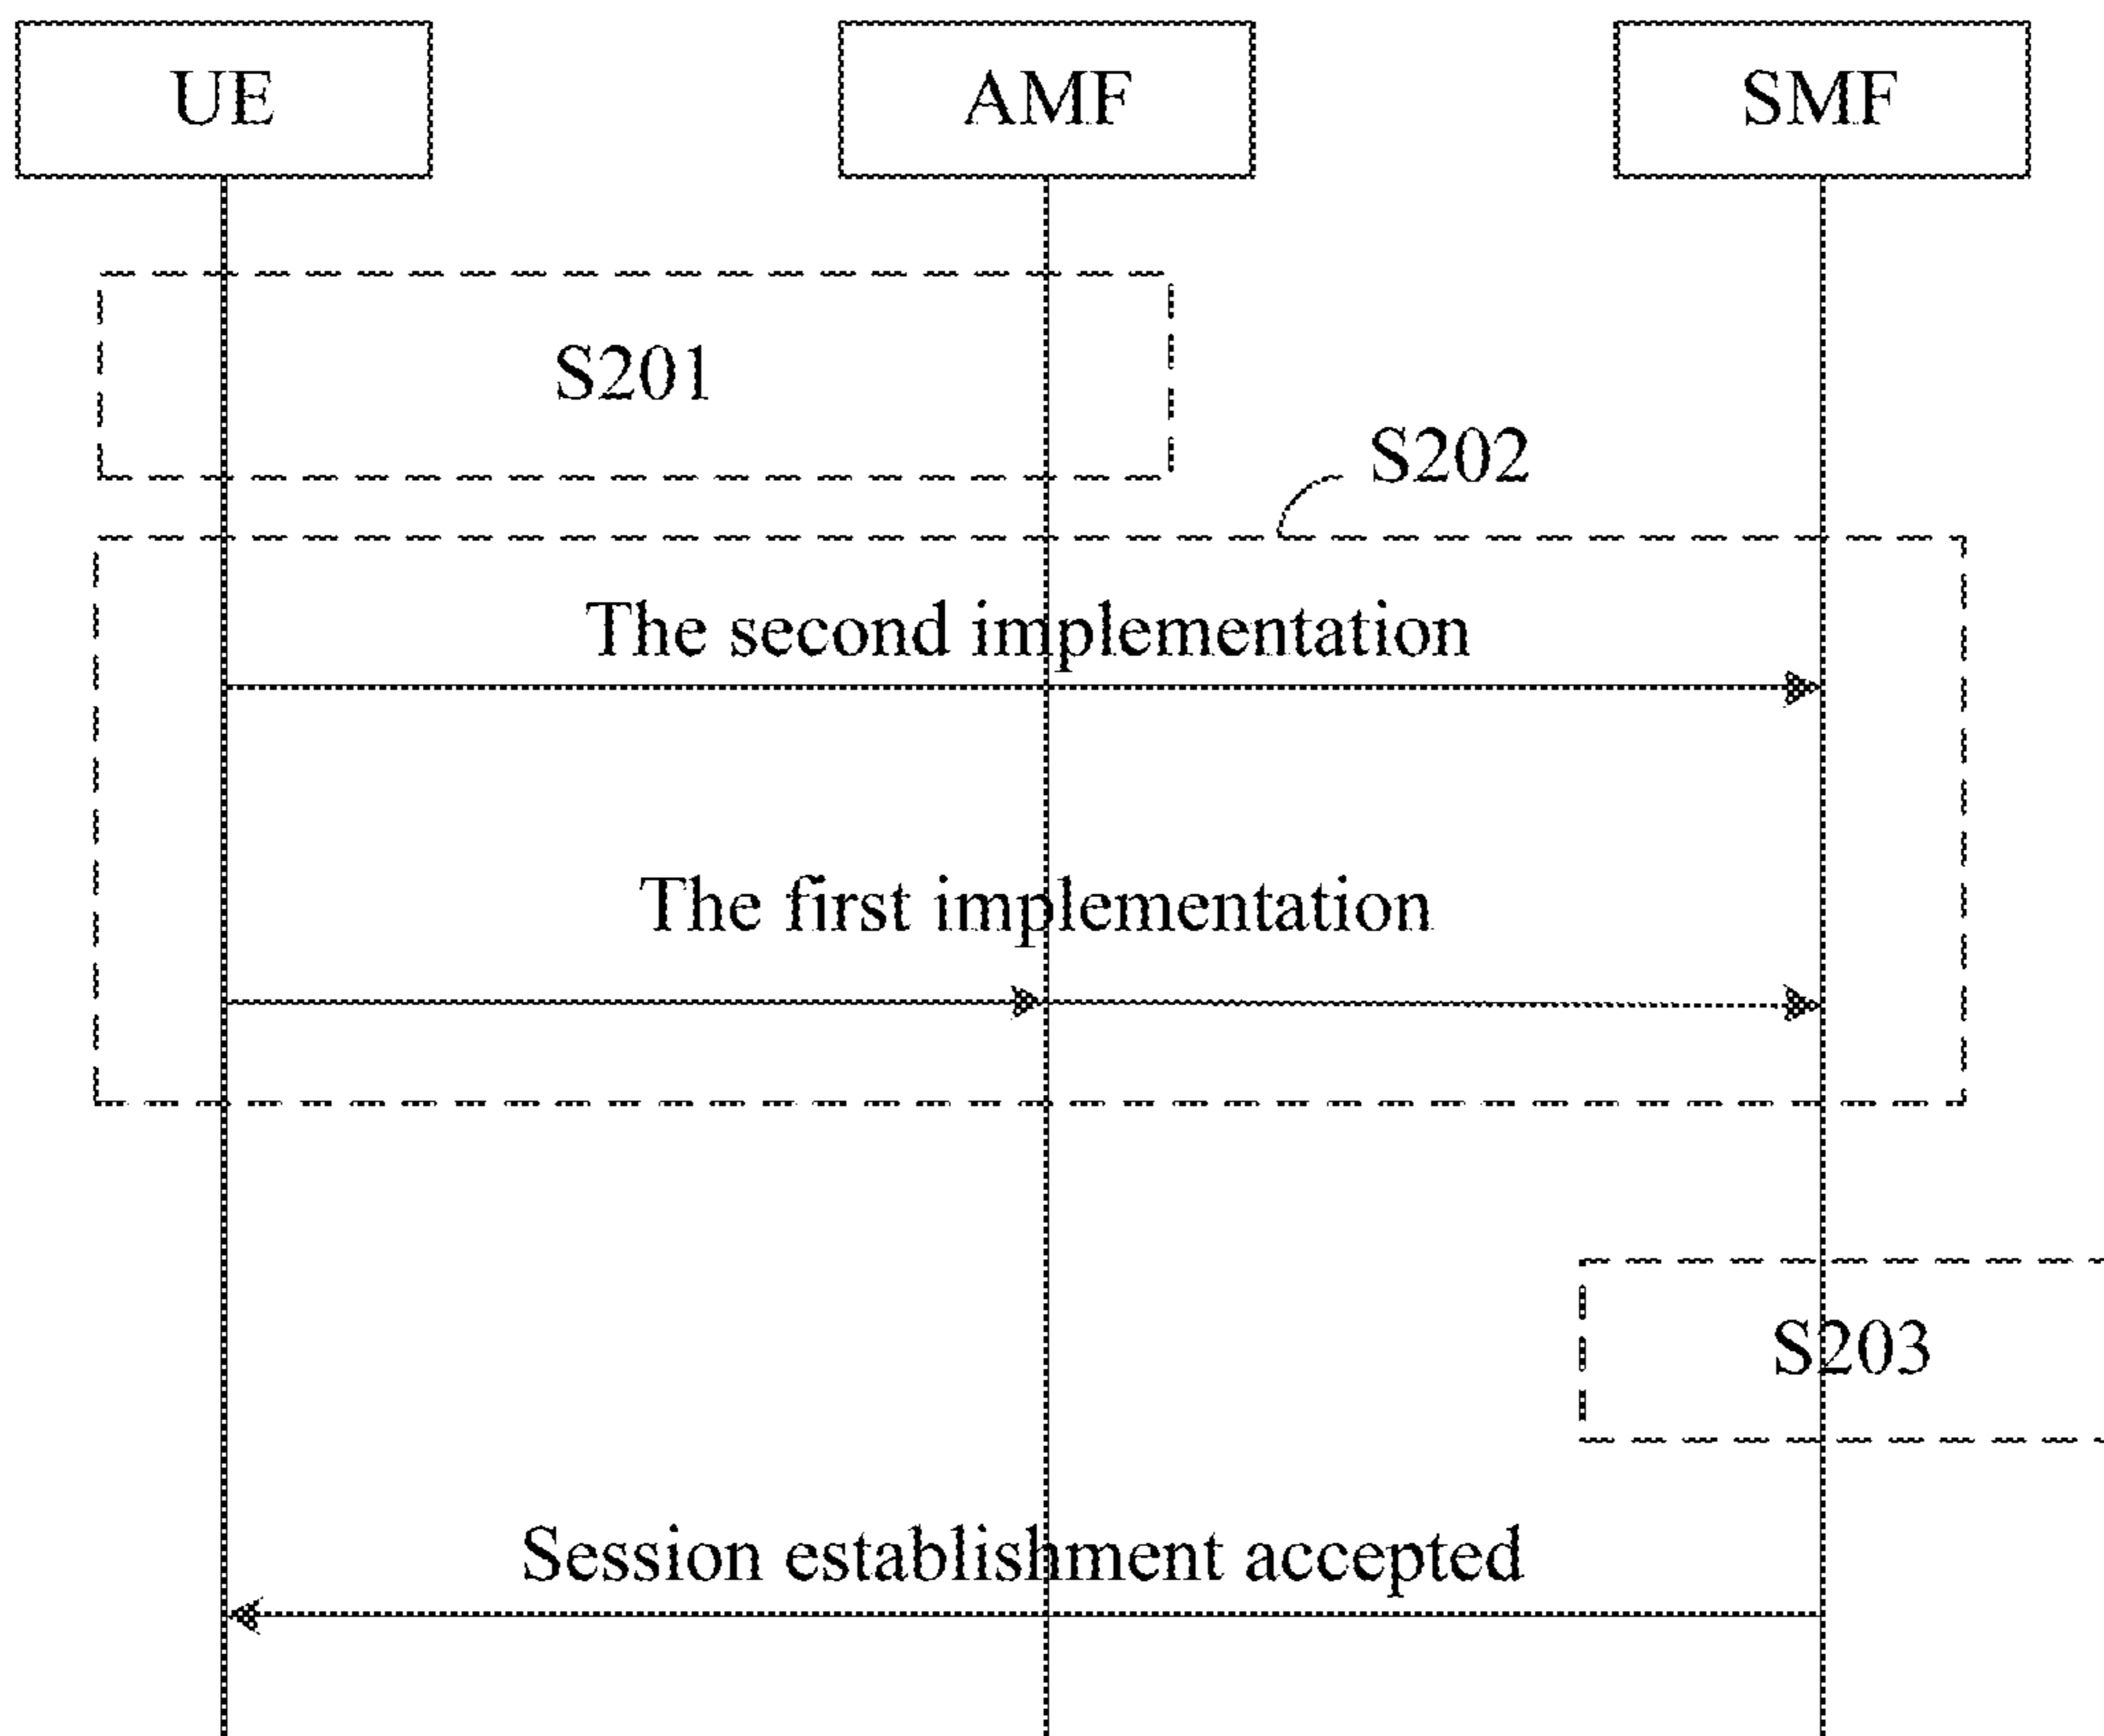 UE
AMF
SMF
S201
S202
The second implementation
The first implementation
S203
Session establishment accepted